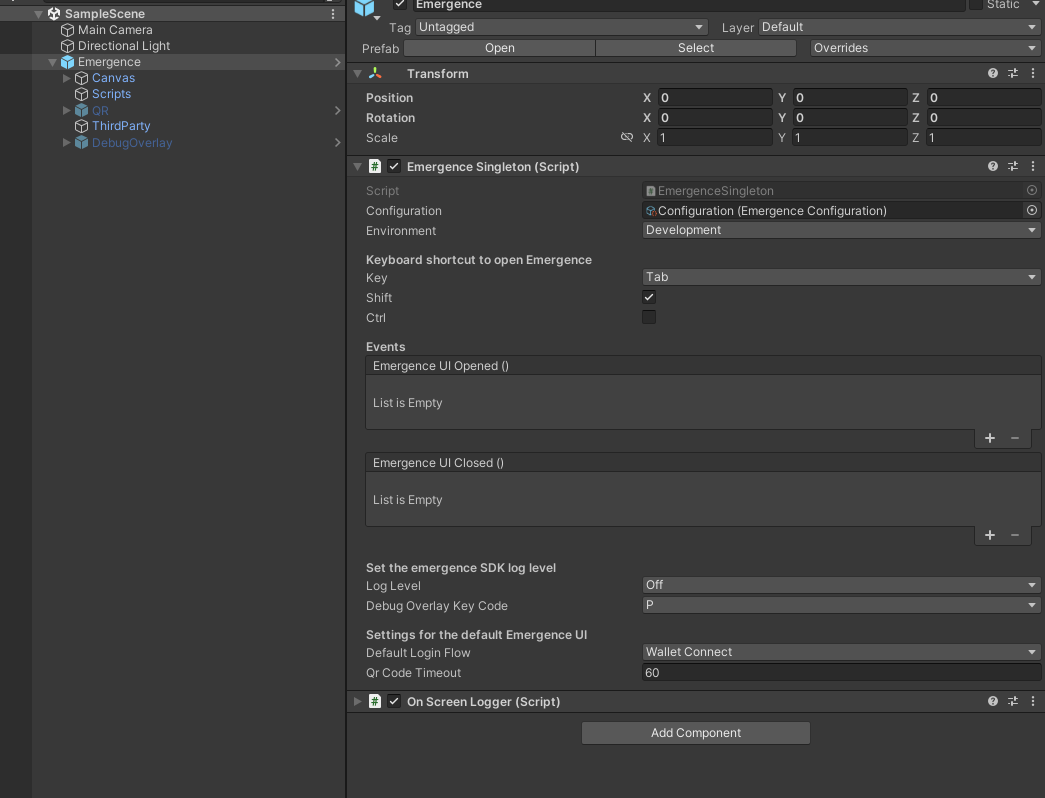 SampleScene
Main Camera
Directional Light
Emergence
Canvas
Scripts
QR
ThirdParty
DebugOverlay
Emergence Static
Tag Untagged Layer Default
Prefab Open Select Overrides
Transform
Position X 0 Y 0 Z 0
Rotation X 0 Y 0 Z 0
Scale X 1 Y 1 Z 1
# Emergence Singleton (Script)
Script # EmergenceSingleton
Configuration Configuration (Emergence Configuration)
Environment Development
Keyboard shortcut to open Emergence
Key Tab
Shift
Ctrl
Events
Emergence UI Opened ()
List is Empty
+ −
Emergence UI Closed ()
List is Empty
+ −
Set the emergence SDK log level
Log Level Off
Debug Overlay Key Code P
Settings for the default Emergence UI
Default Login Flow Wallet Connect
Qr Code Timeout 60
# On Screen Logger (Script)
Add Component